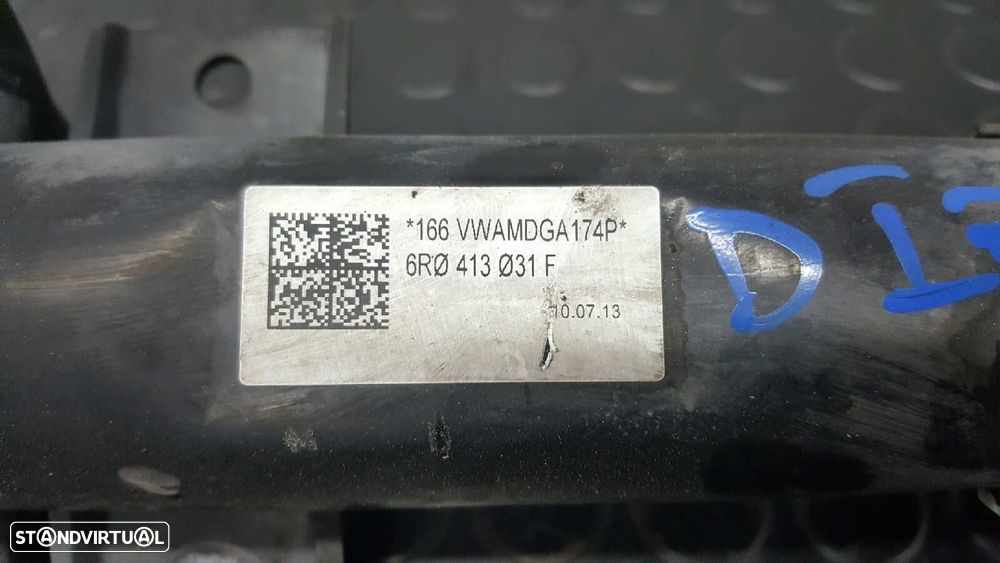 *166 VWAMDGA174P*
6RØ 413 Ø31 F
10.07.13
D
STANDVIRTUAL